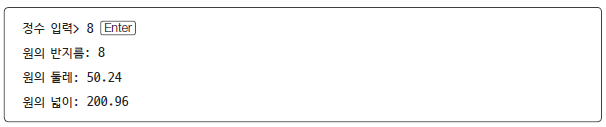 정수 입력> 8 Enter
원의 반지름: 8
원의 둘레: 50.24
원의 넓이: 200.96